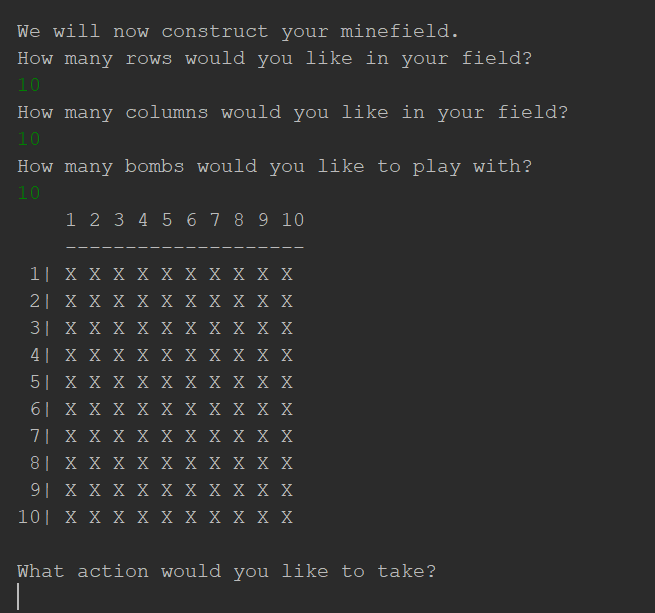 We will now construct your minefield.
How many rows would you like in your field?
10
How many columns would you like in your field?
10
How many bombs would you like to play with?
10
    1 2 3 4 5 6 7 8 9 10
    --------------------
 1| X X X X X X X X X X
 2| X X X X X X X X X X
 3| X X X X X X X X X X
 4| X X X X X X X X X X
 5| X X X X X X X X X X
 6| X X X X X X X X X X
 7| X X X X X X X X X X
 8| X X X X X X X X X X
 9| X X X X X X X X X X
10| X X X X X X X X X X
What action would you like to take?